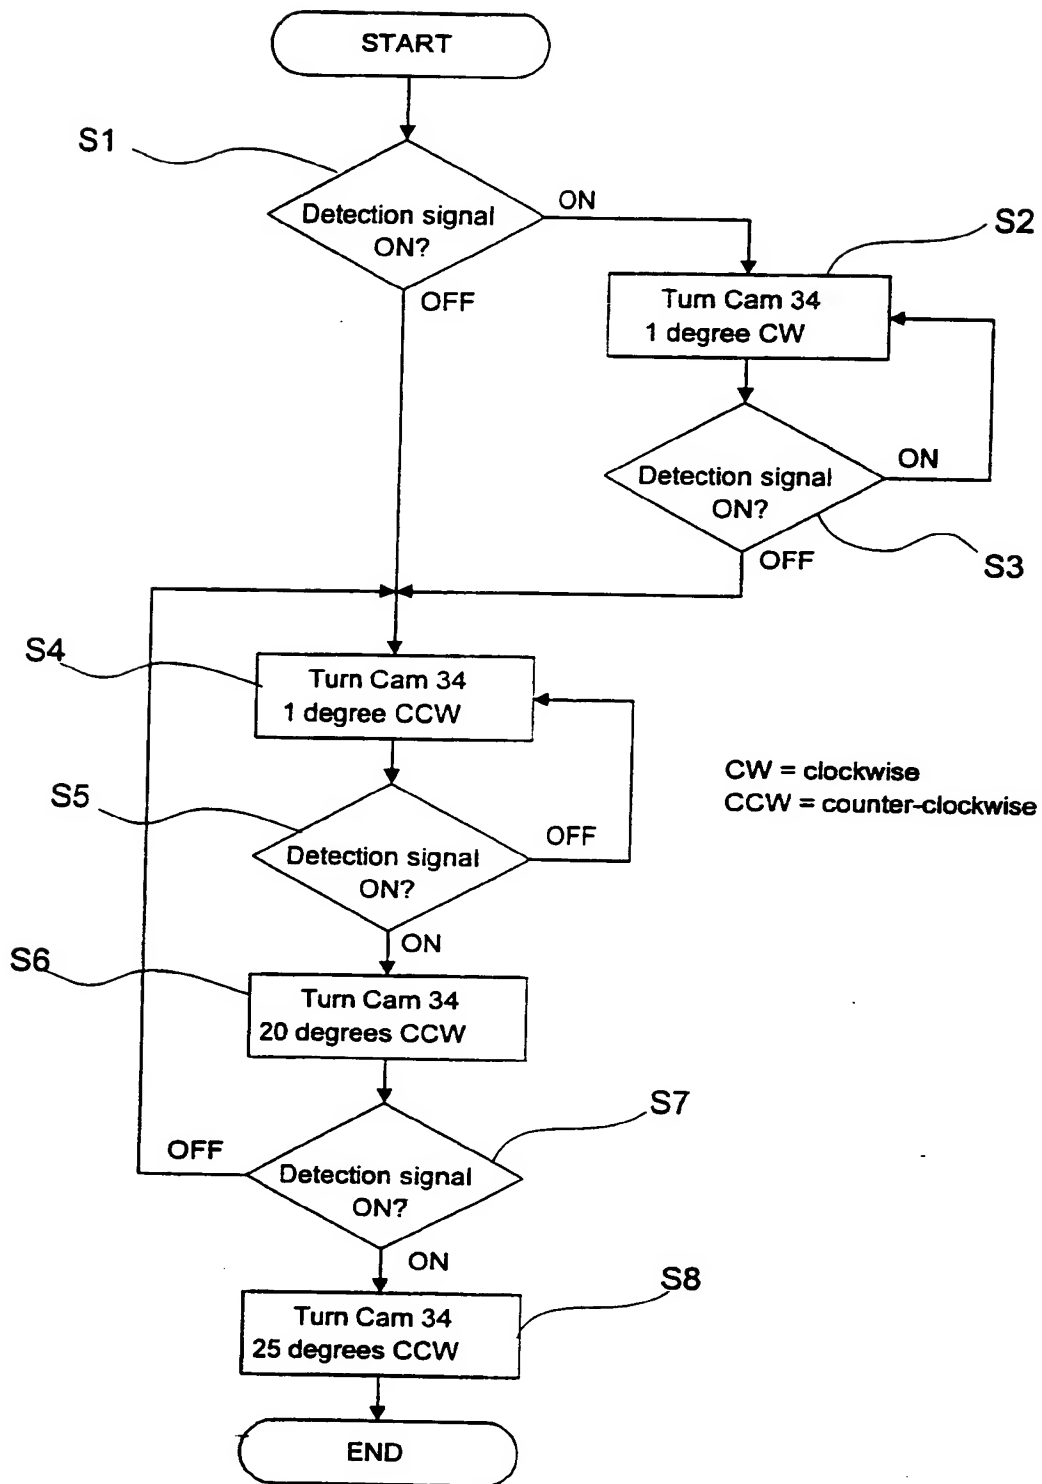 START
S1
Detection signal
ON?
ON
OFF
S2
Turn Cam 34
1 degree CW
Detection signal
ON?
ON
OFF
S3
S4
Turn Cam 34
1 degree CCW
CW = clockwise
CCW = counter-clockwise
S5
Detection signal
ON?
OFF
ON
S6
Turn Cam 34
20 degrees CCW
S7
OFF
Detection signal
ON?
ON
S8
Turn Cam 34
25 degrees CCW
END